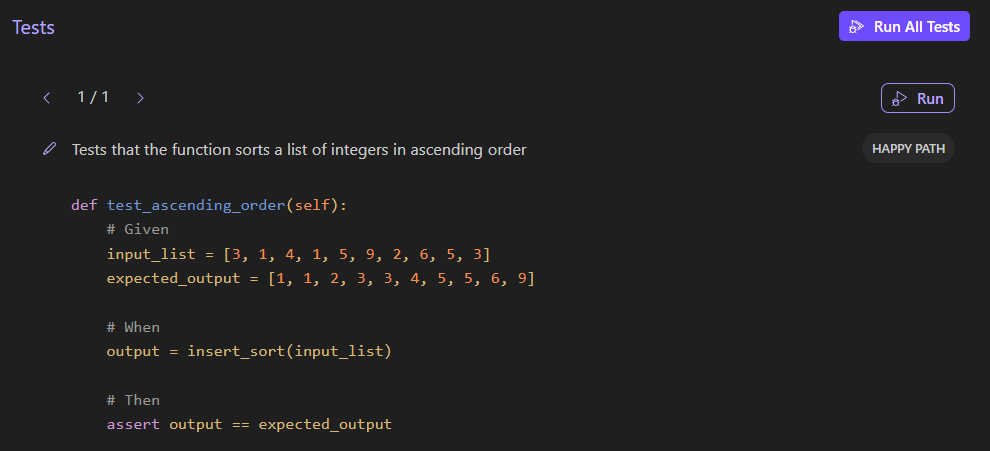 Tests
Run All Tests
1 / 1
Run
Tests that the function sorts a list of integers in ascending order
HAPPY PATH
def test_ascending_order(self):
    # Given
    input_list = [3, 1, 4, 1, 5, 9, 2, 6, 5, 3]
    expected_output = [1, 1, 2, 3, 3, 4, 5, 5, 6, 9]

    # When
    output = insert_sort(input_list)

    # Then
    assert output == expected_output